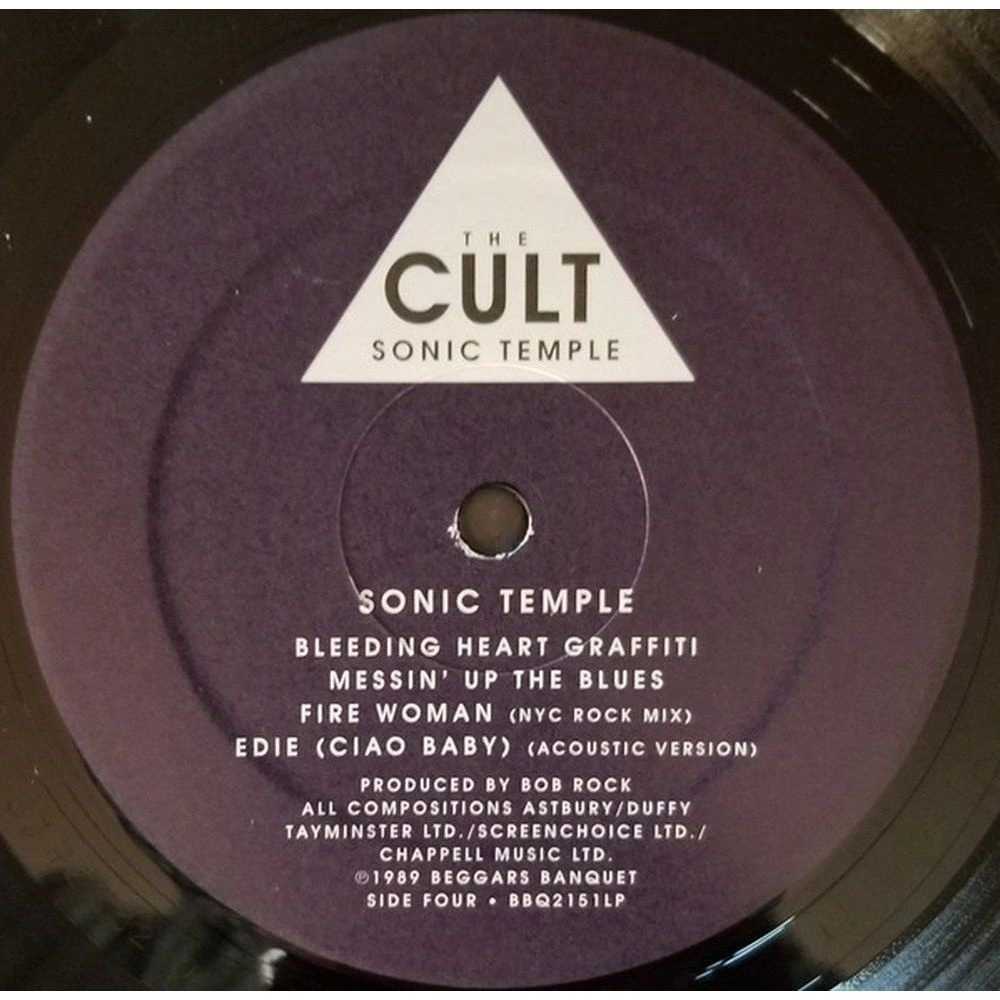 THE
CULT
SONIC TEMPLE
SONIC TEMPLE
BLEEDING HEART GRAFFITI
MESSIN' UP THE BLUES
FIRE WOMAN (NYC ROCK MIX)
EDIE (CIAO BABY) (ACOUSTIC VERSION)
PRODUCED BY BOB ROCK
ALL COMPOSITIONS ASTBURY/DUFFY
TAYMINSTER LTD./SCREENCHOICE LTD./
CHAPPELL MUSIC LTD.
℗1989 BEGGARS BANQUET
SIDE FOUR • BBQ2151LP